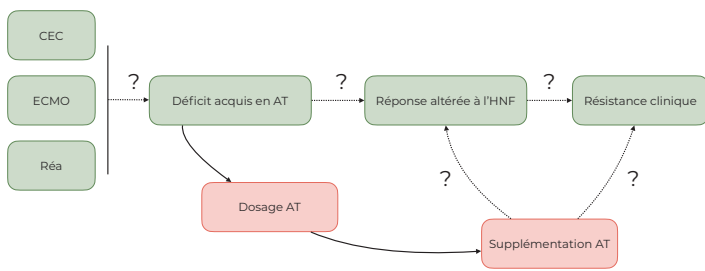 CEC
ECMO
Réa
?
Déficit acquis en AT
?
Réponse altérée à l'HNF
?
Résistance clinique
?
?
Dosage AT
Supplémentation AT